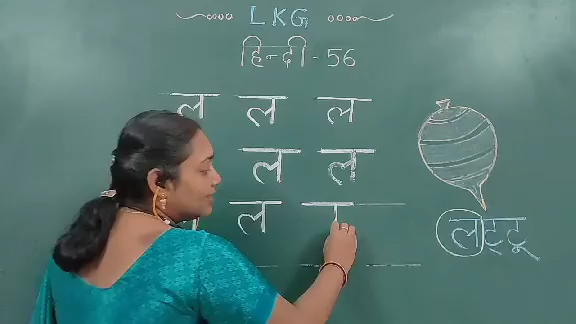 LKG
हिन्दी - 56
ल ल ल
ल ल
ल
लट्टू